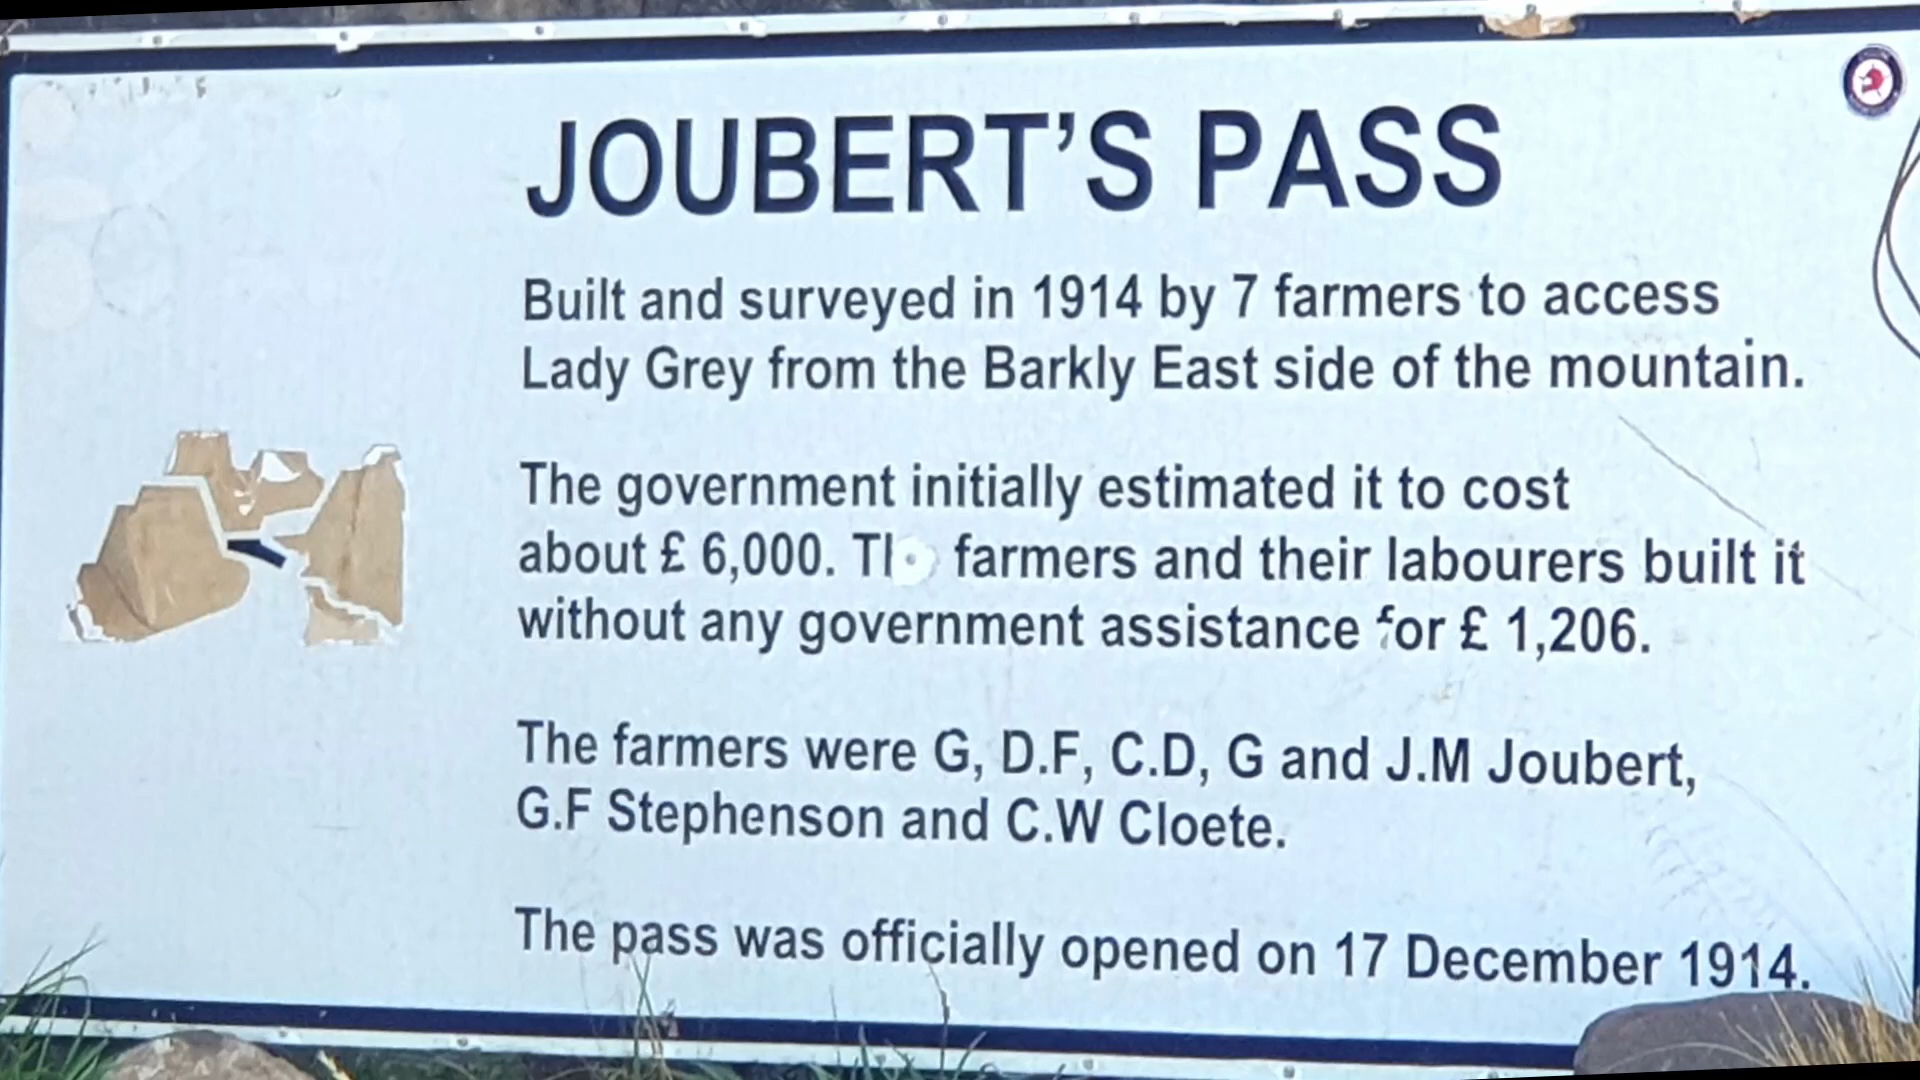 JOUBERT'S PASS
Built and surveyed in 1914 by 7 farmers to access
Lady Grey from the Barkly East side of the mountain.
The government initially estimated it to cost
about £ 6,000. The farmers and their labourers built it
without any government assistance for £ 1,206.
The farmers were G, D.F, C.D, G and J.M Joubert,
G.F Stephenson and C.W Cloete.
The pass was officially opened on 17 December 1914.